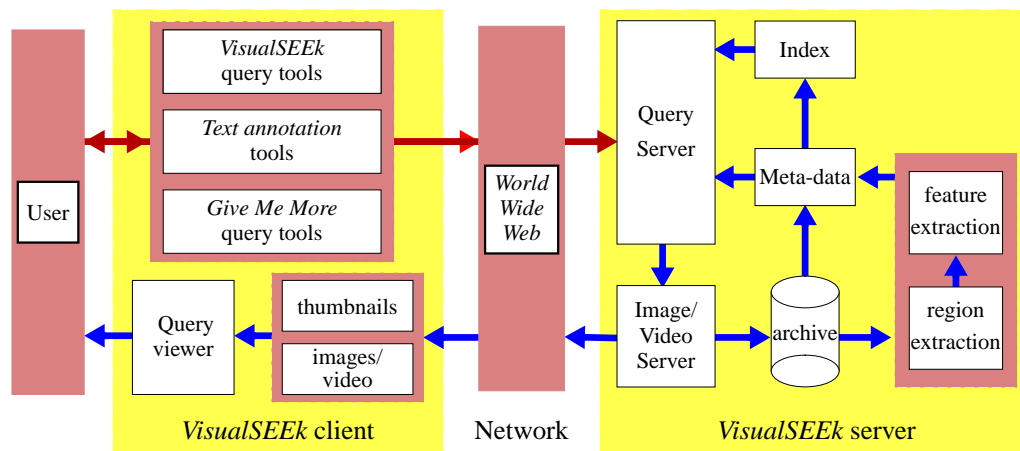 User
VisualSEEk
query tools
Text annotation
tools
Give Me More
query tools
Query
viewer
thumbnails
images/
video
VisualSEEk client
World
Wide
Web
Network
Query
Server
Index
Meta-data
Image/
Video
Server
archive
feature
extraction
region
extraction
VisualSEEk server